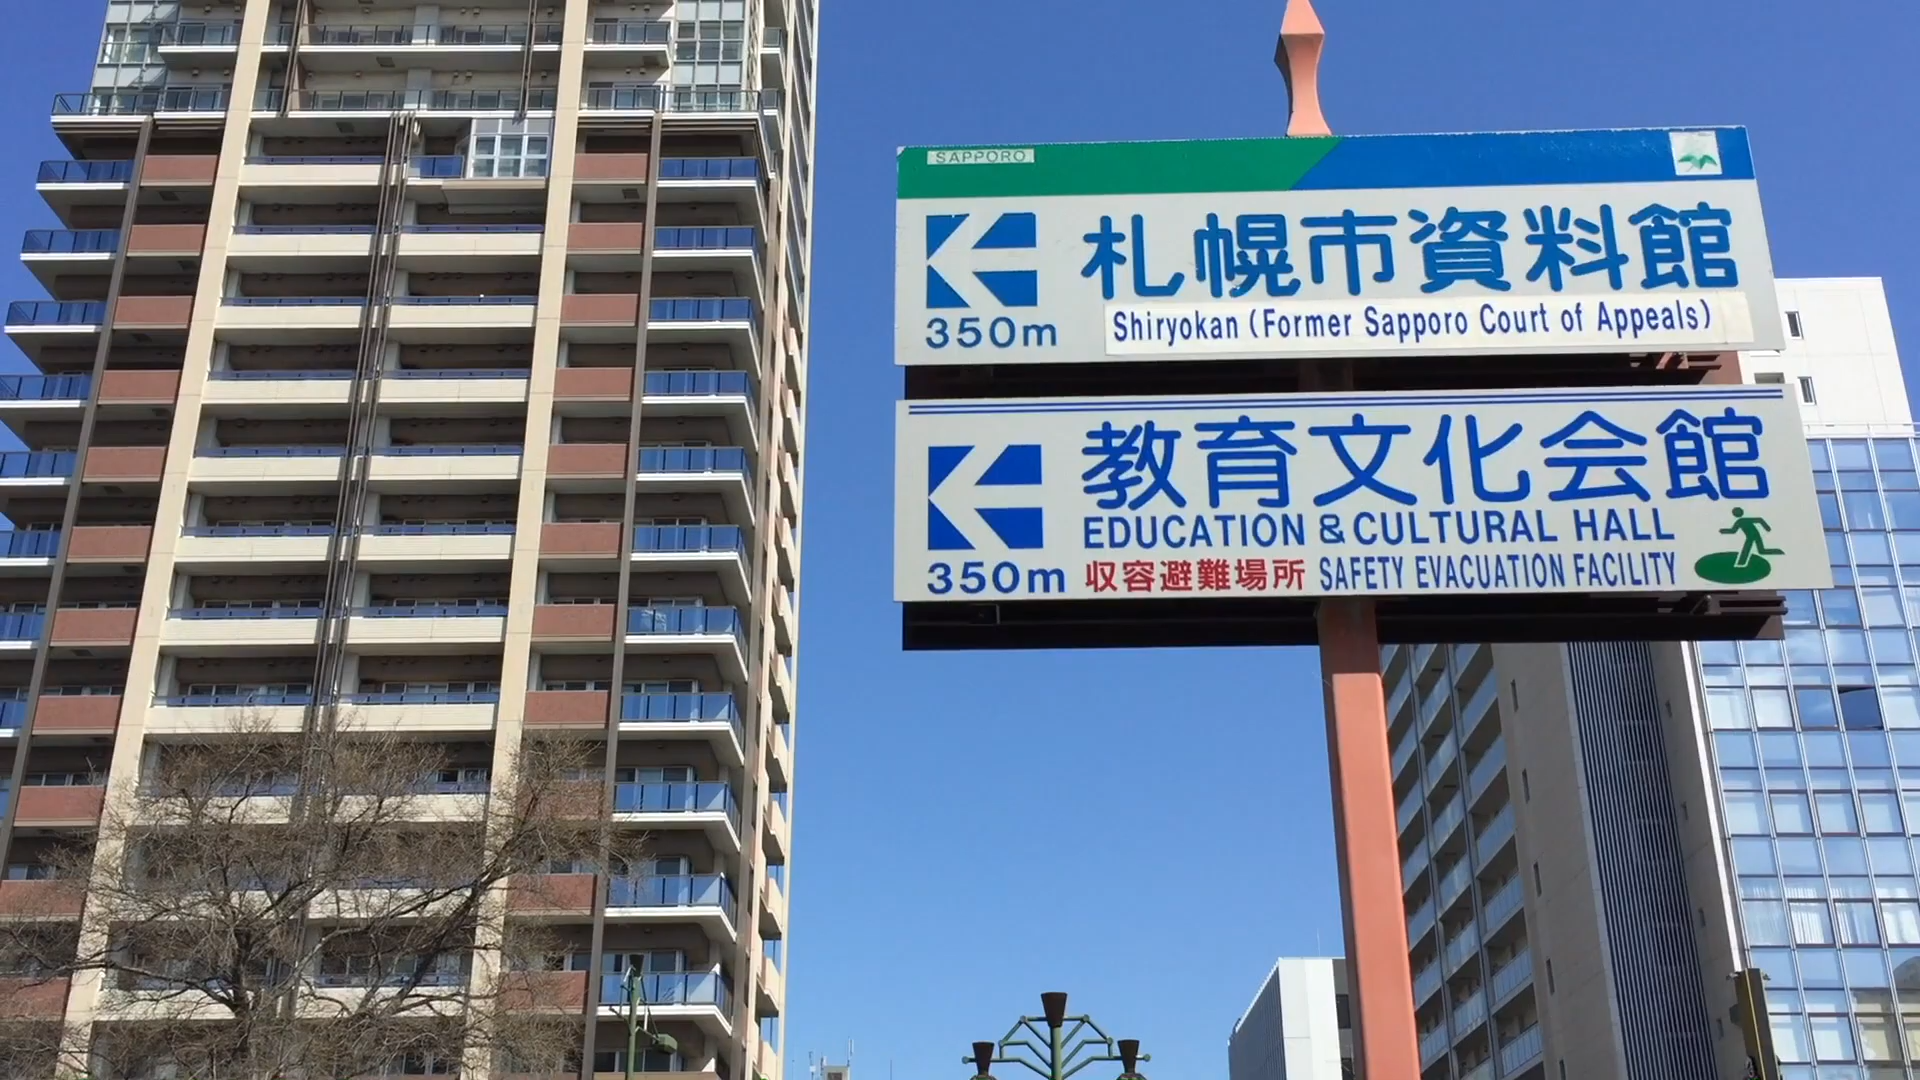 SAPPORO
札幌市資料館
350m
Shiryokan (Former Sapporo Court of Appeals)
教育文化会館
EDUCATION & CULTURAL HALL
350m
収容避難場所 SAFETY EVACUATION FACILITY